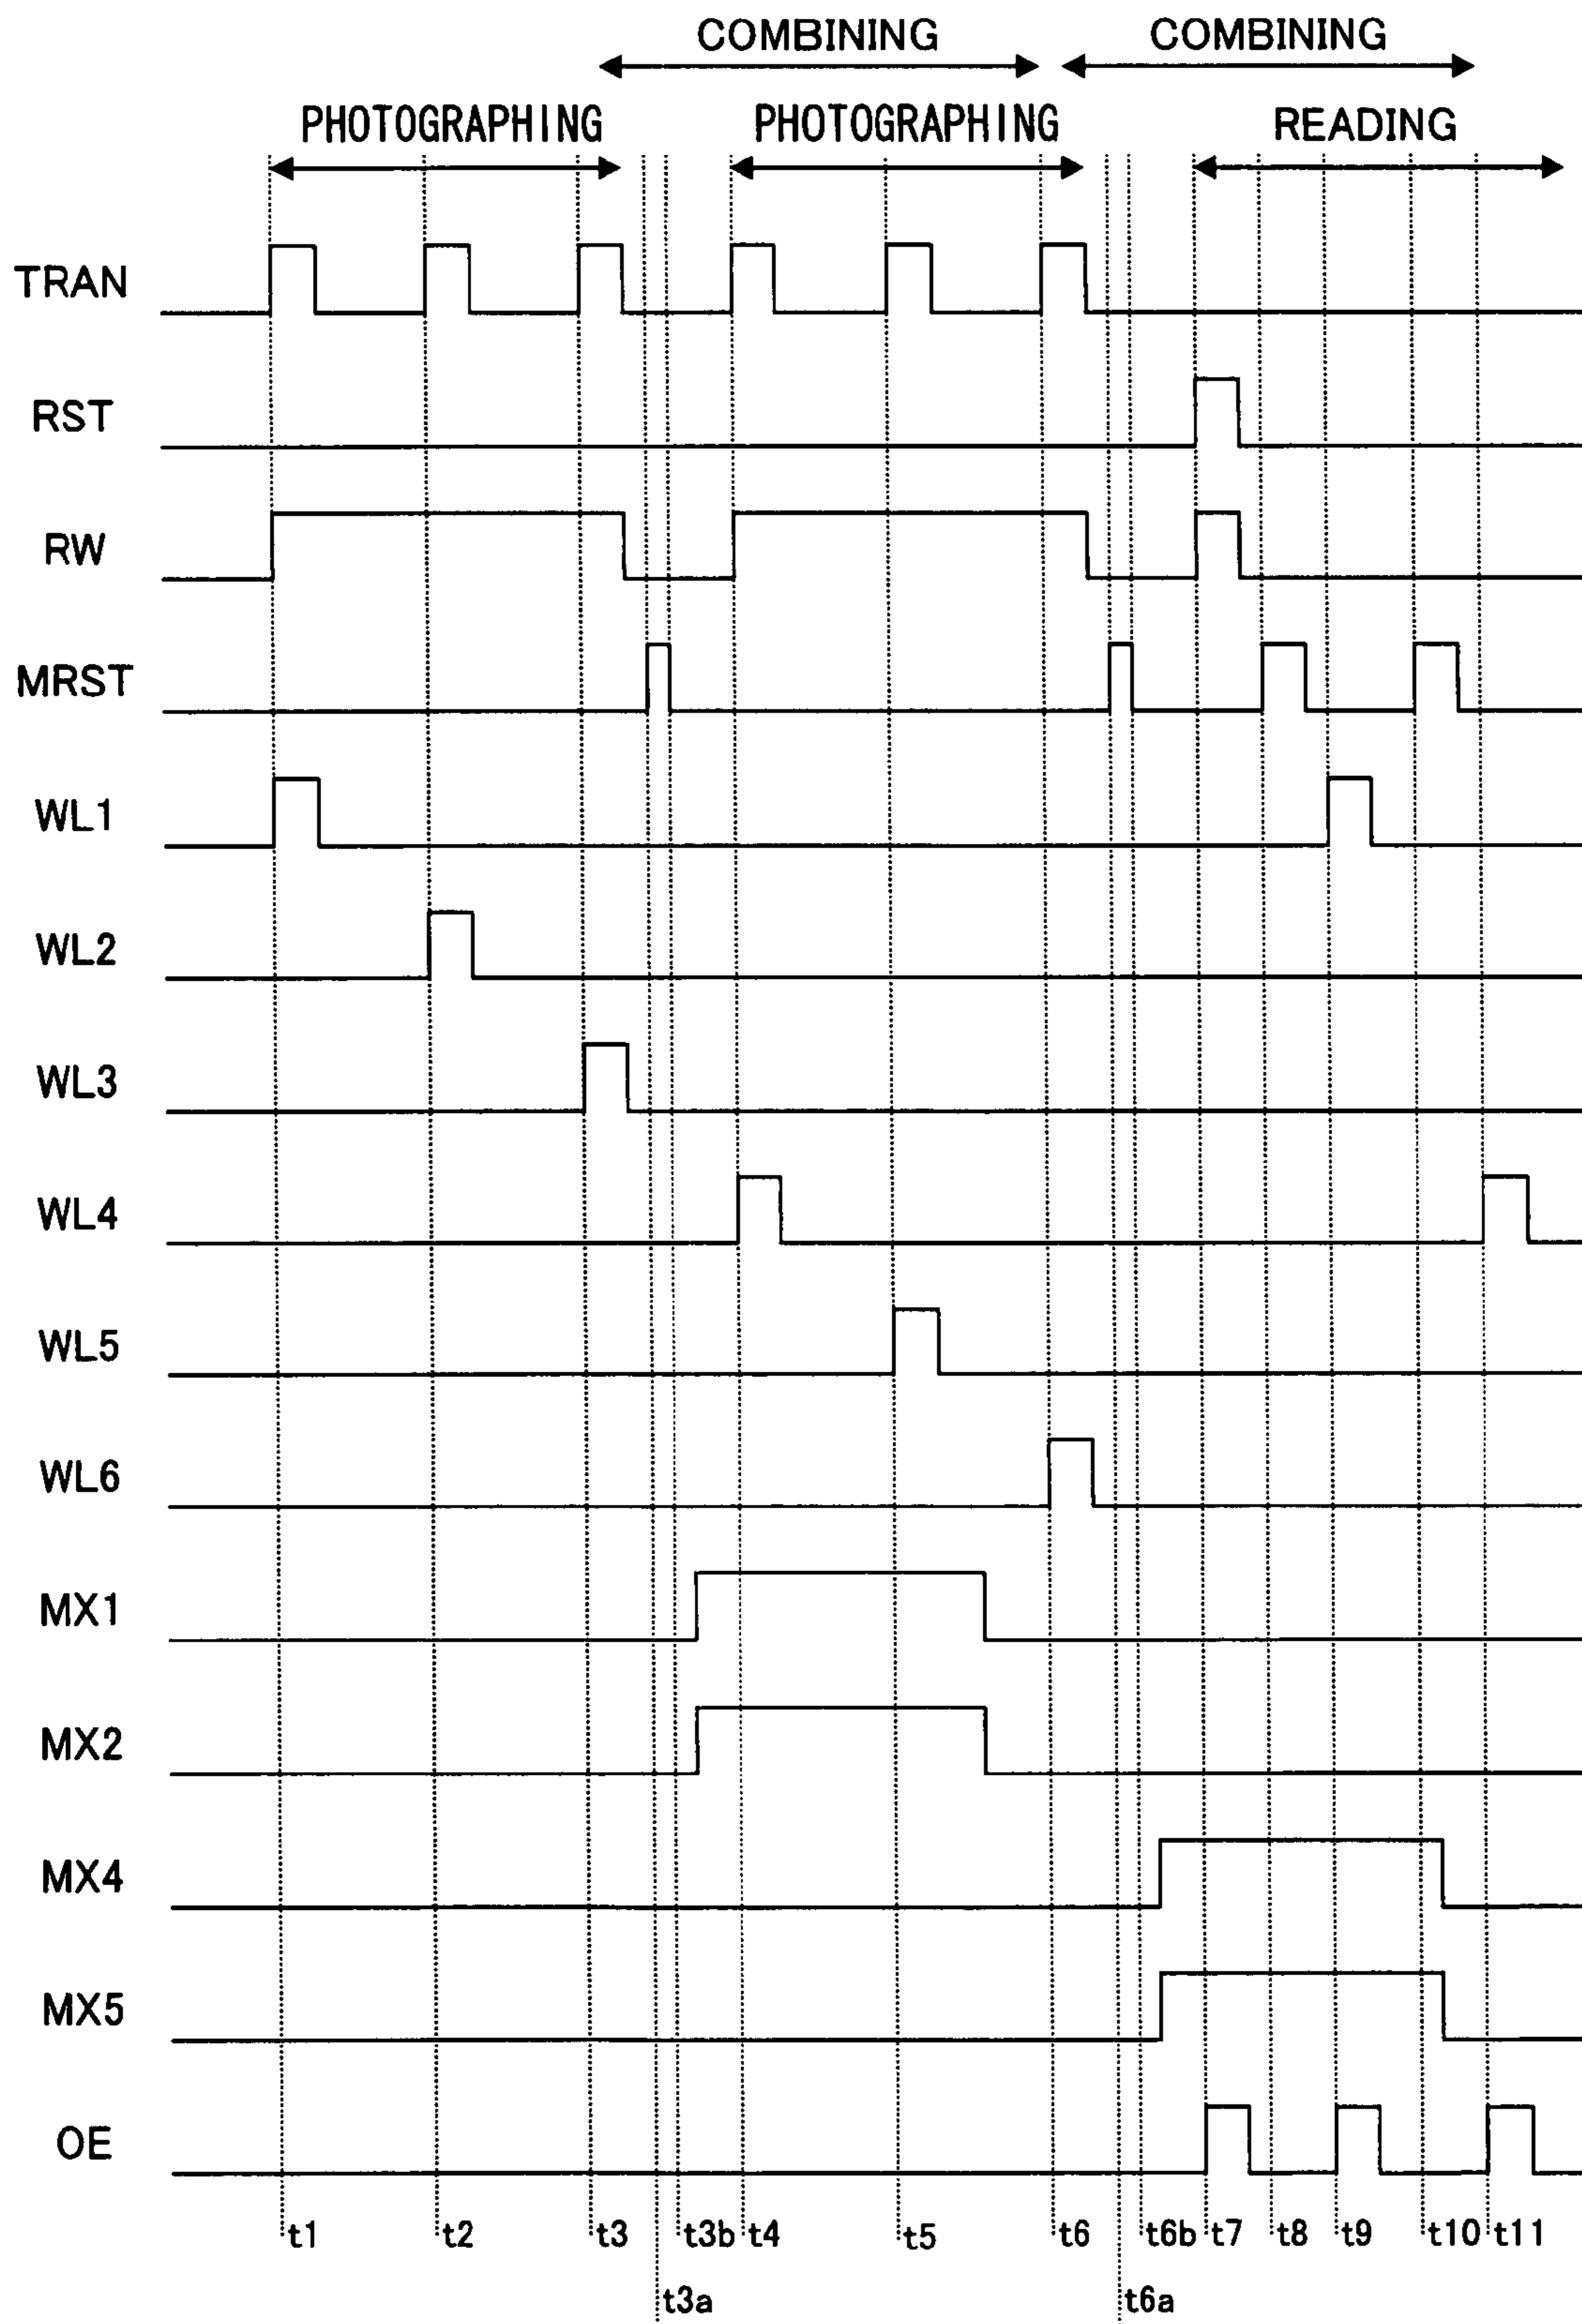 COMBINING COMBINING
PHOTOGRAPHING PHOTOGRAPHING READING
TRAN
RST
RW
MRST
WL1
WL2
WL3
WL4
WL5
WL6
MX1
MX2
MX4
MX5
OE
t1 t2 t3 t3b t4 t5 t6 t6b t7 t8 t9 t10 t11
t3a t6a